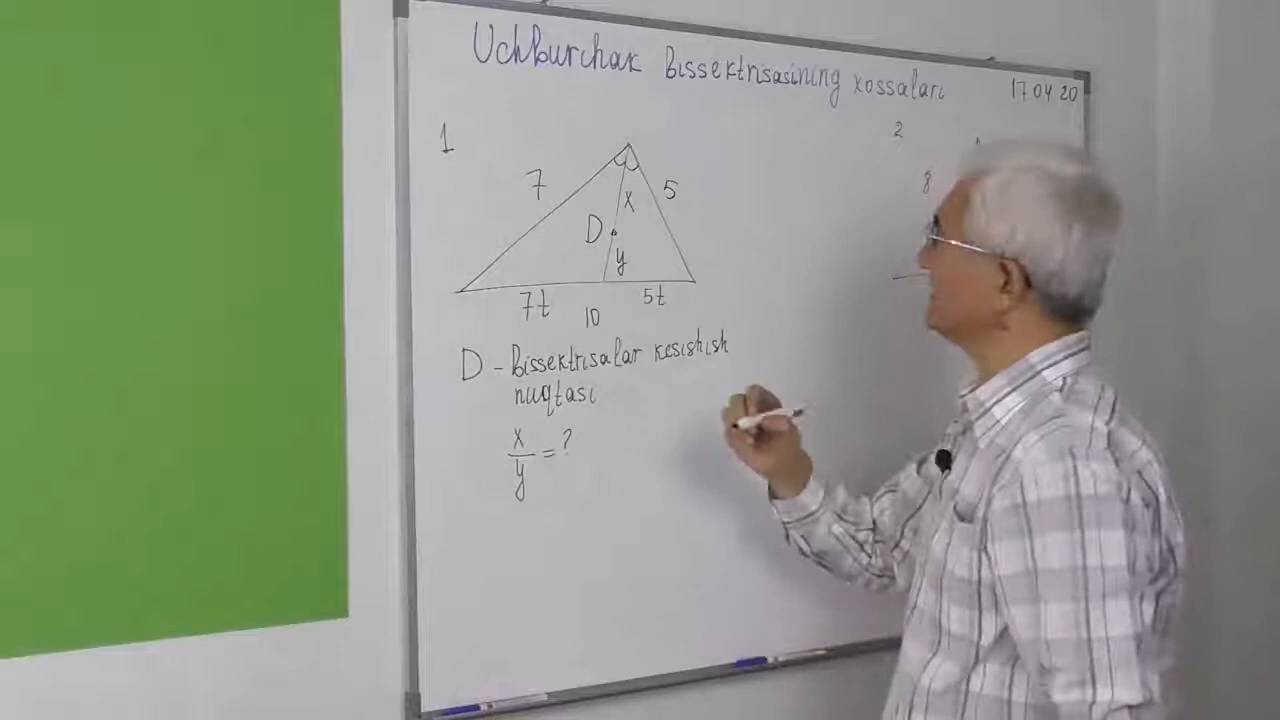 Uchburchak Bissektrisasining xossalari
17 04 20
1
7
5
x
D
y
7t
5t
10
D - Bissektrisalar kesishish
nuqtasi
x
y
= ?
2
8